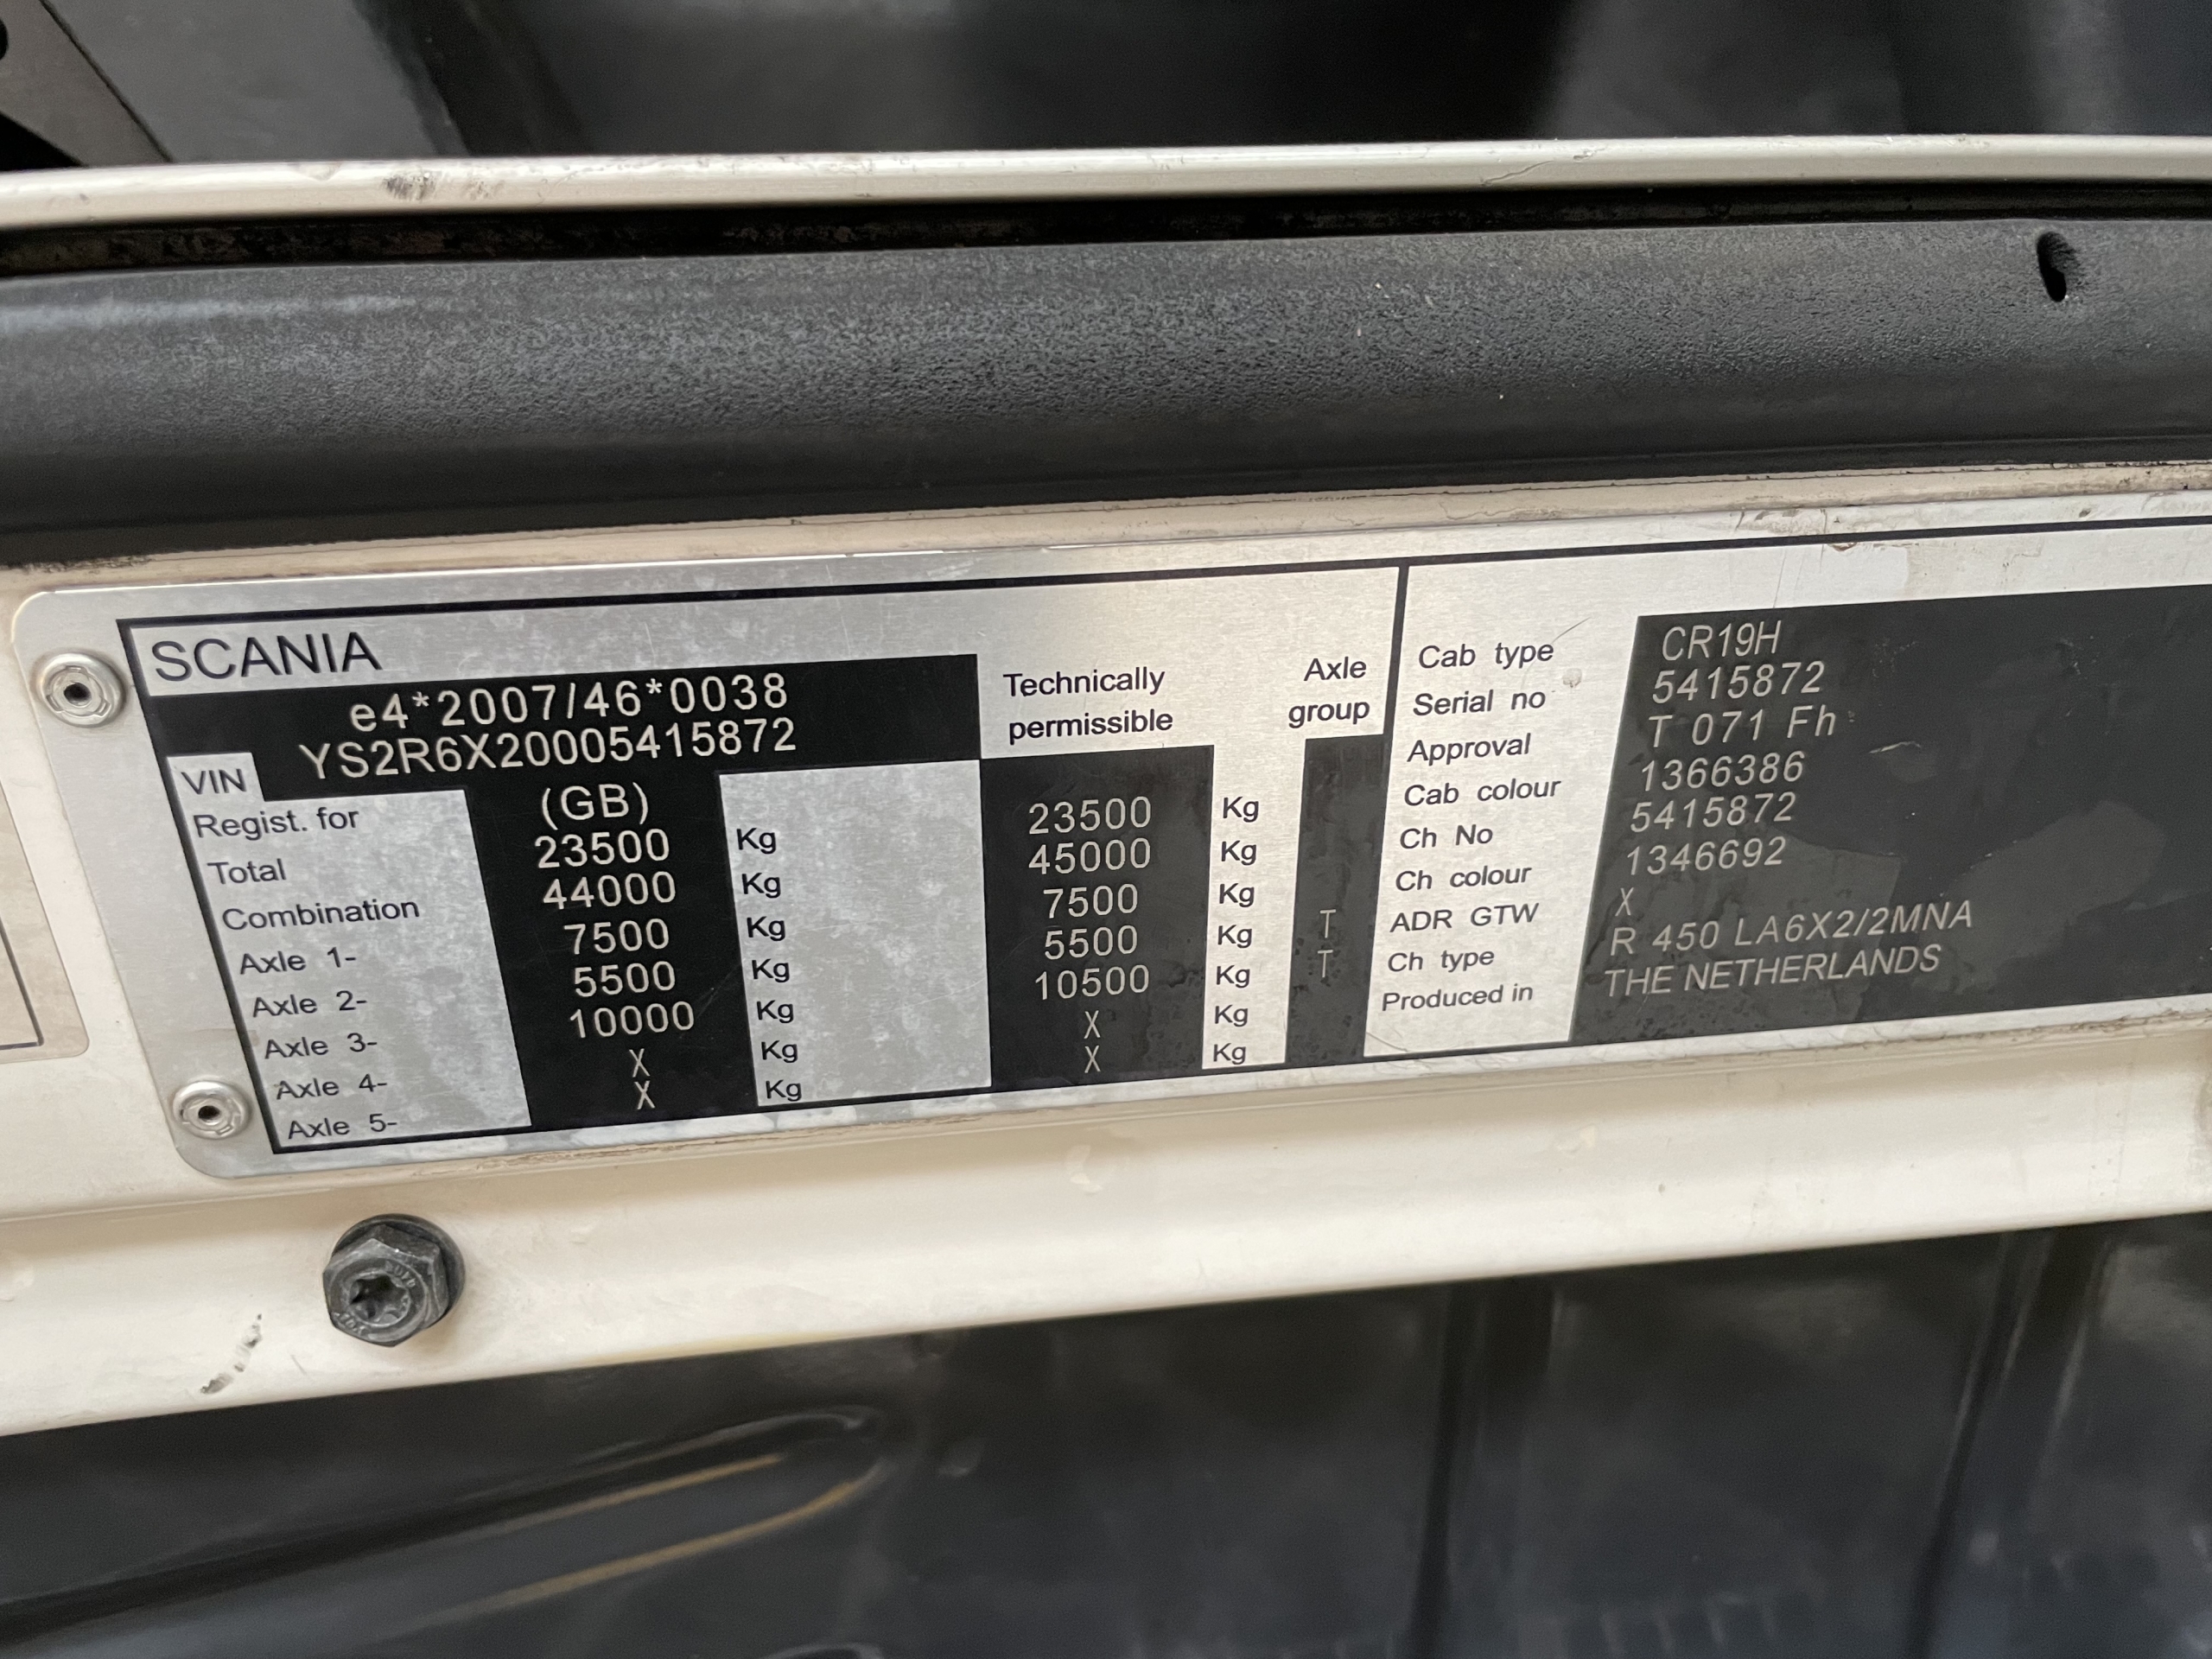 SCANIA
e4*2007/46*0038
VIN YS2R6X20005415872
Technically permissible
Axle group
Regist. for (GB)
Total 23500 Kg 23500 Kg
Combination 44000 Kg 45000 Kg
Axle 1- 7500 Kg 7500 Kg
Axle 2- 5500 Kg 5500 Kg T
Axle 3- 10000 Kg 10500 Kg T
Axle 4- X Kg X Kg
Axle 5- X Kg X Kg
Cab type CR19H
Serial no 5415872
Approval T 071 Fh
Cab colour 1366386
Ch No 5415872
Ch colour 1346692
ADR GTW X
Ch type R 450 LA6X2/2MNA
Produced in THE NETHERLANDS